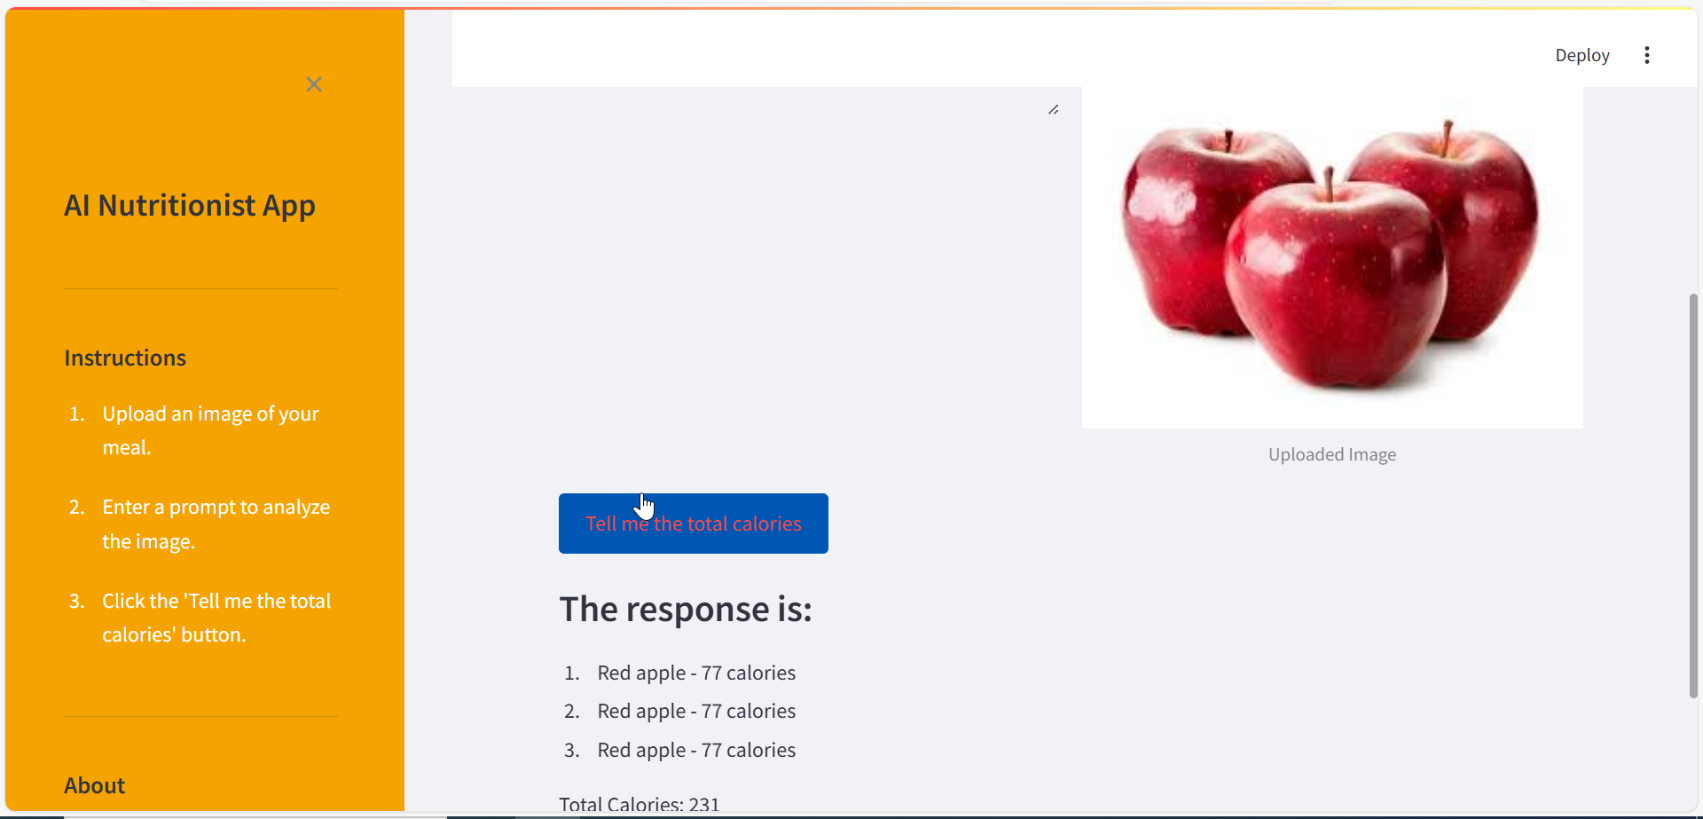 Deploy
AI Nutritionist App
Instructions
1. Upload an image of your
meal.
2. Enter a prompt to analyze
the image.
3. Click the 'Tell me the total
calories' button.
About
Uploaded Image
Tell me the total calories
The response is:
1. Red apple - 77 calories
2. Red apple - 77 calories
3. Red apple - 77 calories
Total Calories: 231